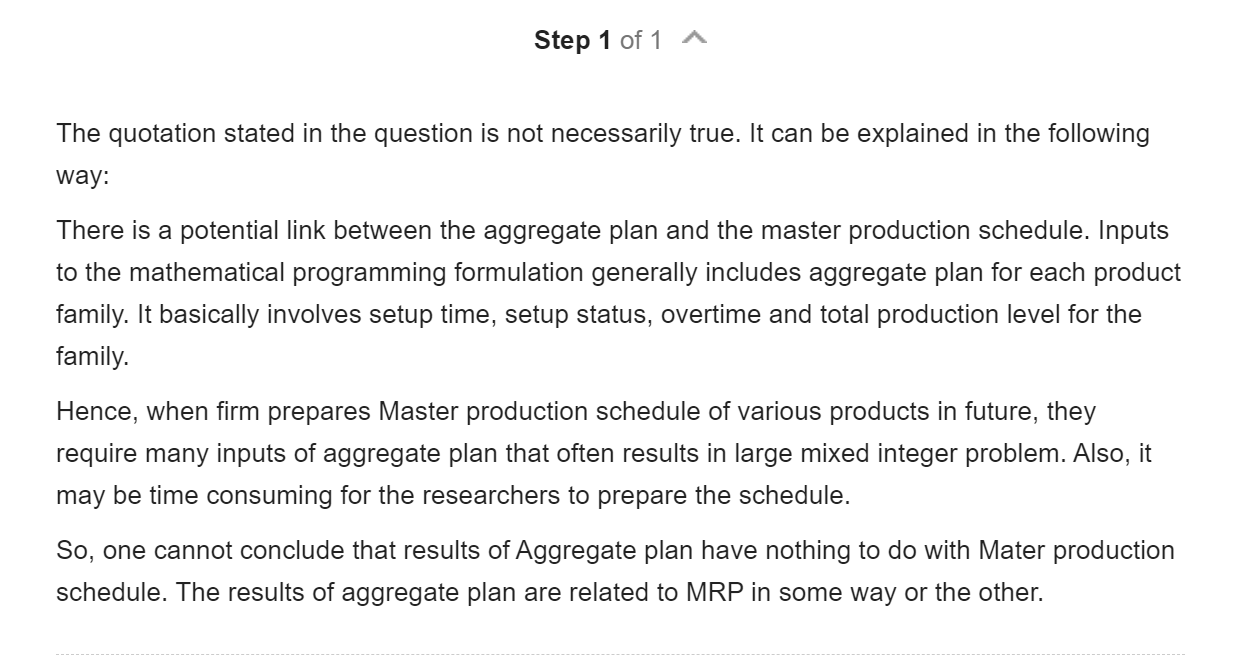 Step 1 of 1
The quotation stated in the question is not necessarily true. It can be explained in the following
way:
There is a potential link between the aggregate plan and the master production schedule. Inputs
to the mathematical programming formulation generally includes aggregate plan for each product
family. It basically involves setup time, setup status, overtime and total production level for the
family.
Hence, when firm prepares Master production schedule of various products in future, they
require many inputs of aggregate plan that often results in large mixed integer problem. Also, it
may be time consuming for the researchers to prepare the schedule.
So, one cannot conclude that results of Aggregate plan have nothing to do with Mater production
schedule. The results of aggregate plan are related to MRP in some way or the other.